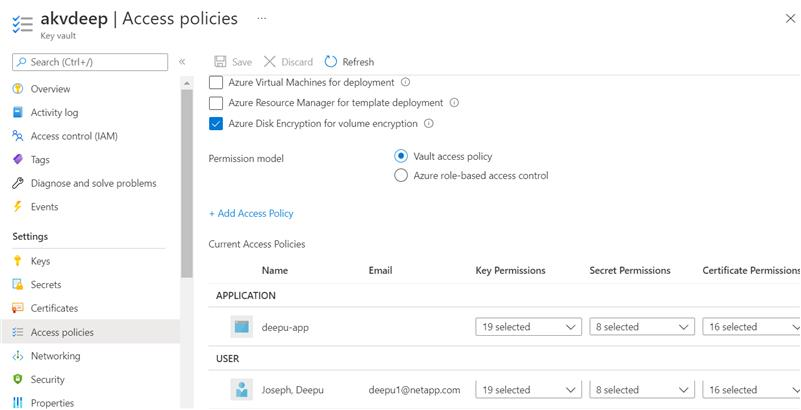 akvdeep | Access policies ...
Key vault
Search (Ctrl+/)
Overview
Activity log
Access control (IAM)
Tags
Diagnose and solve problems
Events
Settings
Keys
Secrets
Certificates
Access policies
Networking
Security
Properties
Save Discard Refresh
Azure Virtual Machines for deployment
Azure Resource Manager for template deployment
Azure Disk Encryption for volume encryption
Permission model
Vault access policy
Azure role-based access control
+ Add Access Policy
Current Access Policies
Name Email Key Permissions Secret Permissions Certificate Permissions
APPLICATION
deepu-app 19 selected 8 selected 16 selected
USER
Joseph, Deepu deepu1@netapp.com 19 selected 8 selected 16 selected